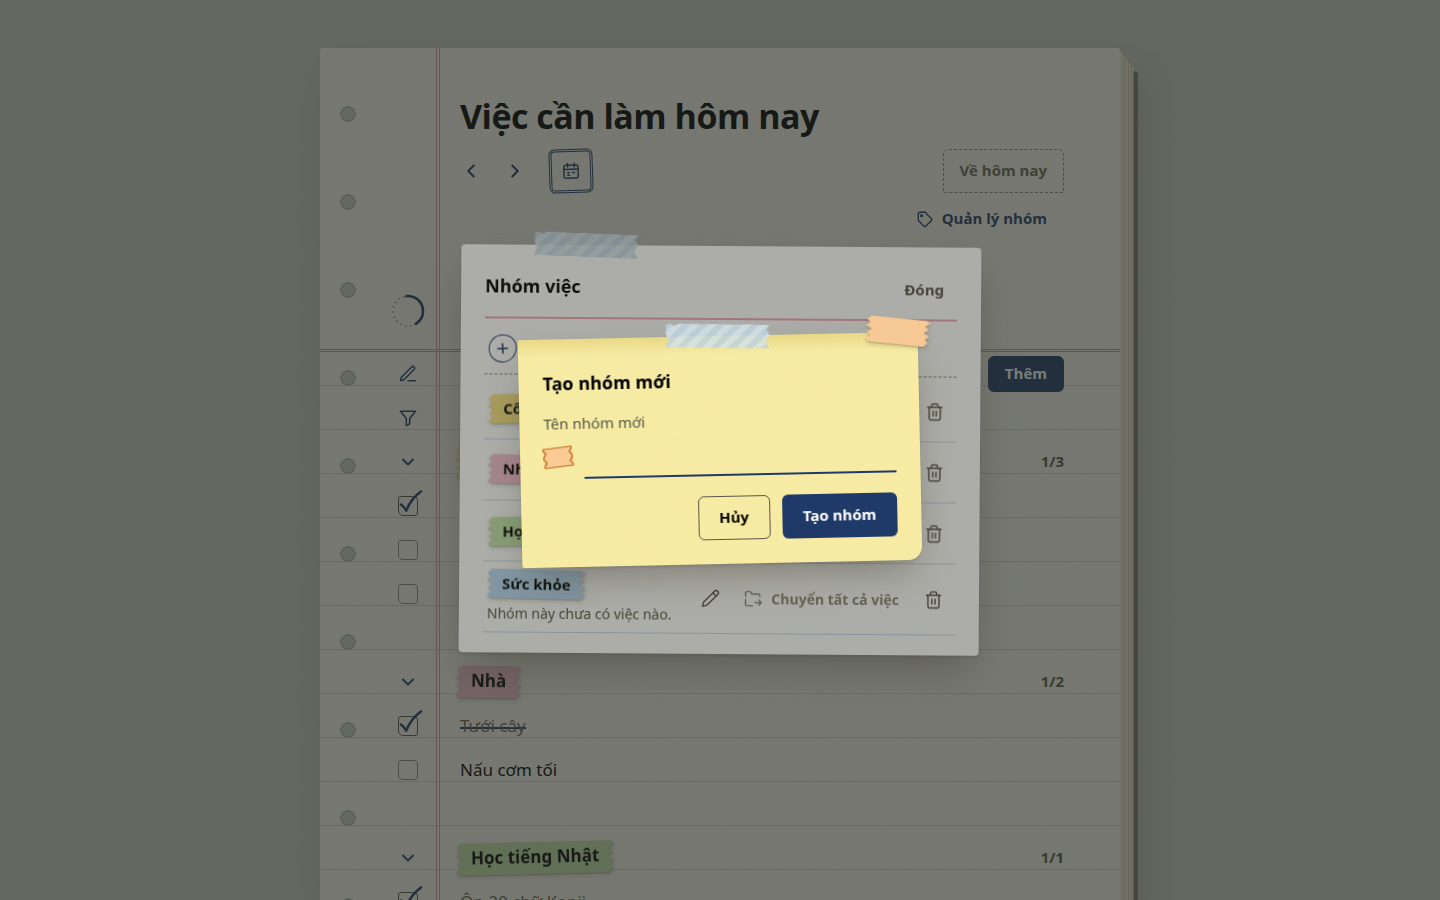 Việc cần làm hôm nay
Về hôm nay
Quản lý nhóm
Nhóm việc
Đóng
Thêm
Tạo nhóm mới
Tên nhóm mới
Hủy
Tạo nhóm
1/3
Sức khỏe
Chuyển tất cả việc
Nhóm này chưa có việc nào.
Nhà
1/2
Tưới cây
Nấu cơm tối
Học tiếng Nhật
1/1